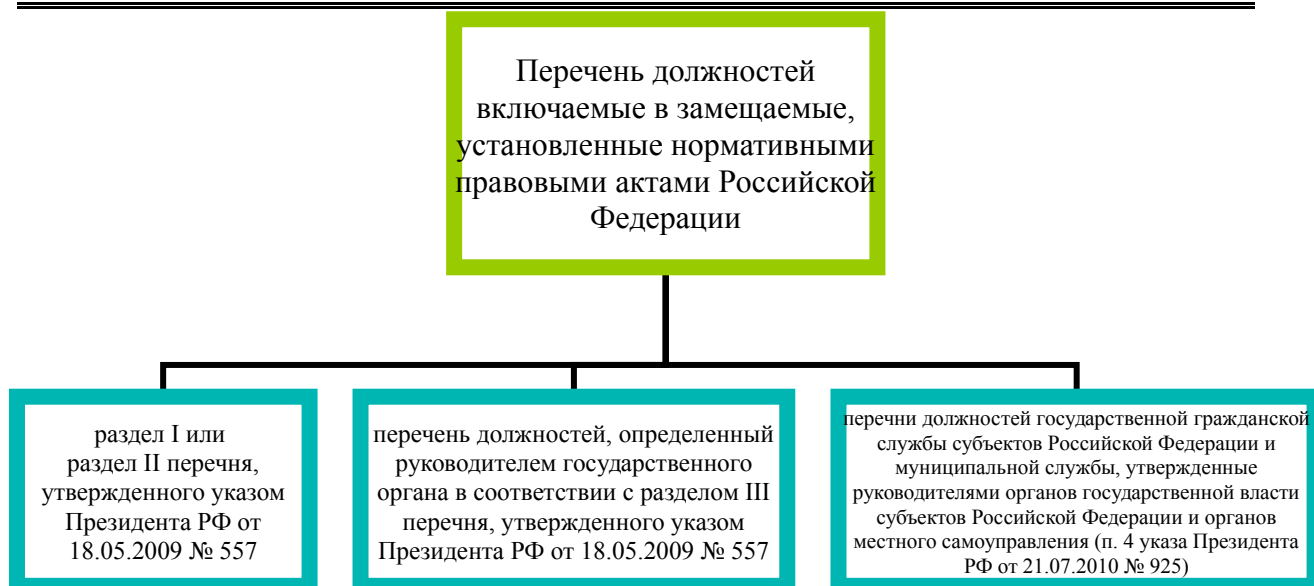 Перечень должностей
включаемые в замещаемые,
установленные нормативными
правовыми актами Российской
Федерации
раздел I или
раздел II перечня,
утвержденного указом
Президента РФ от
18.05.2009 № 557
перечень должностей, определенный
руководителем государственного
органа в соответствии с разделом III
перечня, утвержденного указом
Президента РФ от 18.05.2009 № 557
перечни должностей государственной гражданской
службы субъектов Российской Федерации и
муниципальной службы, утвержденные
руководителями органов государственной власти
субъектов Российской Федерации и органов
местного самоуправления (п. 4 указа Президента
РФ от 21.07.2010 № 925)